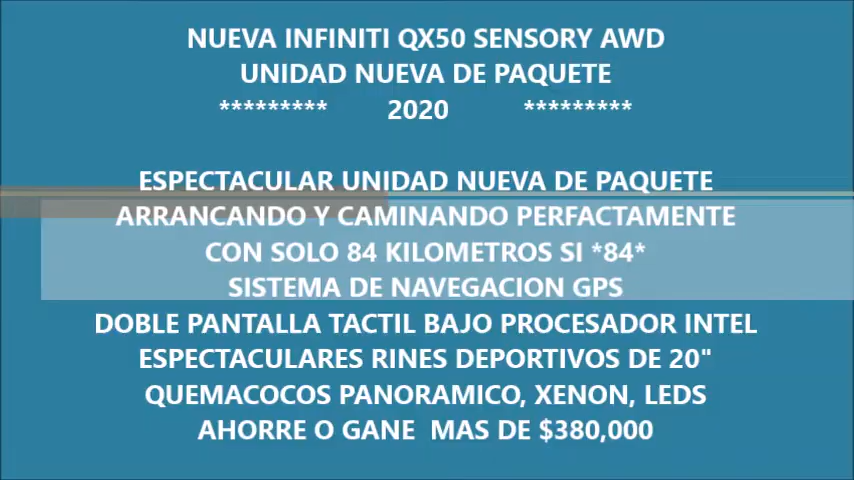 NUEVA INFINITI QX50 SENSORY AWD
UNIDAD NUEVA DE PAQUETE
********* 2020 *********
ESPECTACULAR UNIDAD NUEVA DE PAQUETE
ARRANCANDO Y CAMINANDO PERFACTAMENTE
CON SOLO 84 KILOMETROS SI *84*
SISTEMA DE NAVEGACION GPS
DOBLE PANTALLA TACTIL BAJO PROCESADOR INTEL
ESPECTACULARES RINES DEPORTIVOS DE 20"
QUEMACOCOS PANORAMICO, XENON, LEDS
AHORRE O GANE MAS DE $380,000